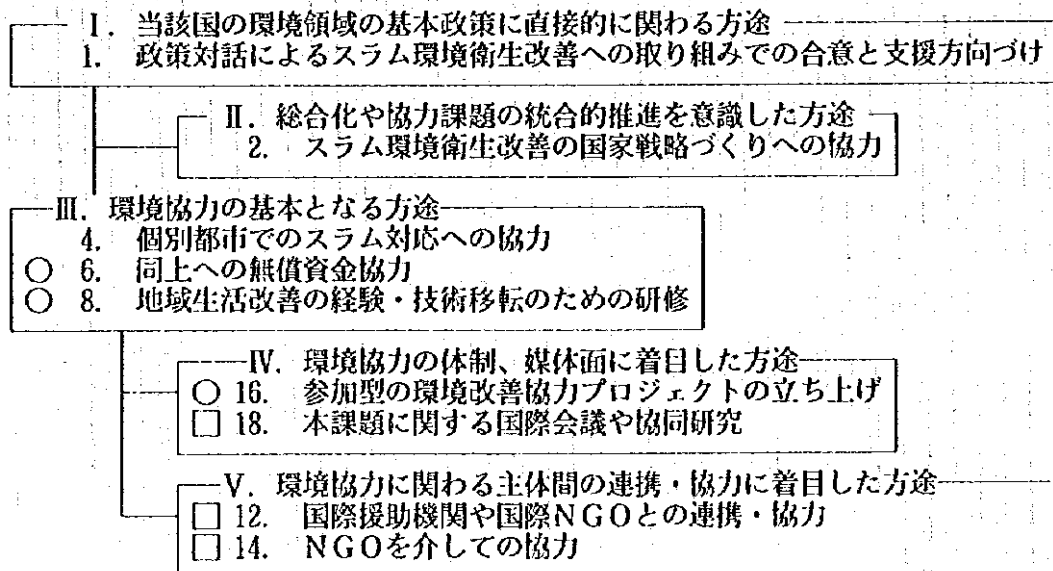 Ⅰ. 当該国の環境領域の基本政策に直接的に関わる方途
1. 政策対話によるスラム環境衛生改善への取り組みでの合意と支援方向づけ
Ⅱ. 総合化や協力課題の統合的推進を意識した方途
2. スラム環境衛生改善の国家戦略づくりへの協力
Ⅲ. 環境協力の基本となる方途
4. 個別都市でのスラム対応への協力
○ 6. 同上への無償資金協力
○ 8. 地域生活改善の経験・技術移転のための研修
Ⅳ. 環境協力の体制、媒体面に着目した方途
○ 16. 参加型の環境改善協力プロジェクトの立ち上げ
□ 18. 本課題に関する国際会議や協同研究
Ⅴ. 環境協力に関わる主体間の連携・協力に着目した方途
□ 12. 国際援助機関や国際NGOとの連携・協力
□ 14. NGOを介しての協力